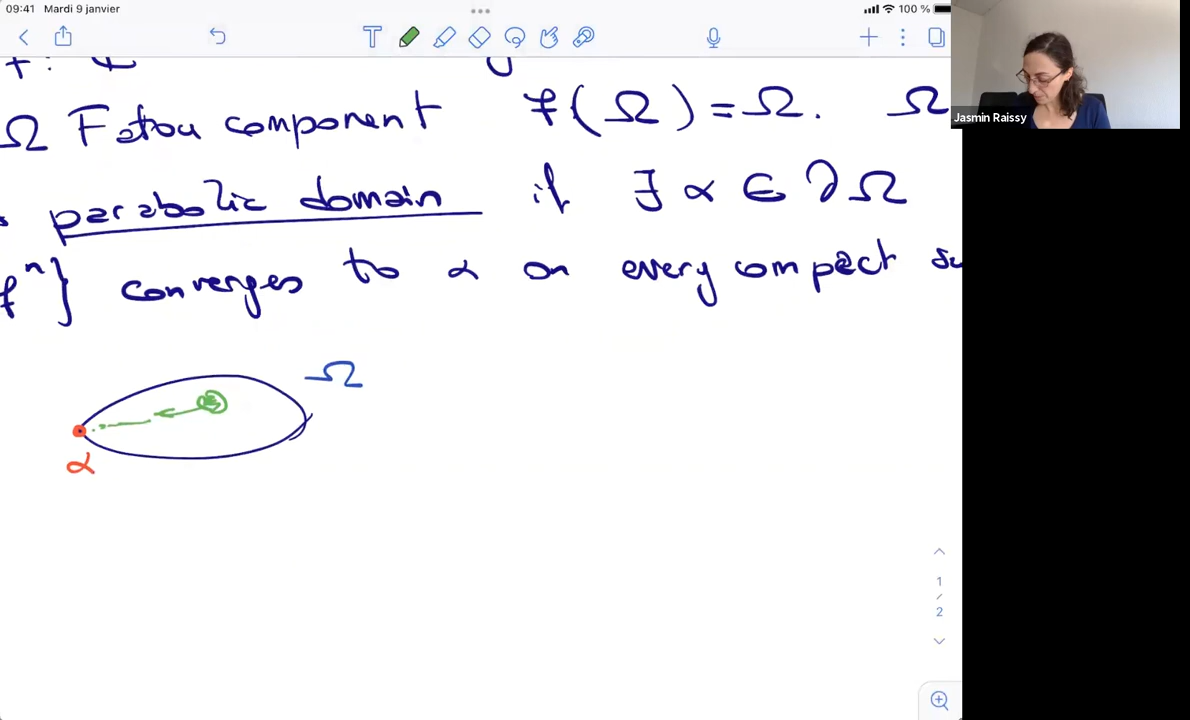 09:41 Mardi 9 janvier
100 %
Jasmin Raissy
Ω Fatou component f(Ω) = Ω. Ω
parabolic domain if ∃ α ∈ ∂Ω
f^n} converges to α on every compact su
Ω
α
1
/
2